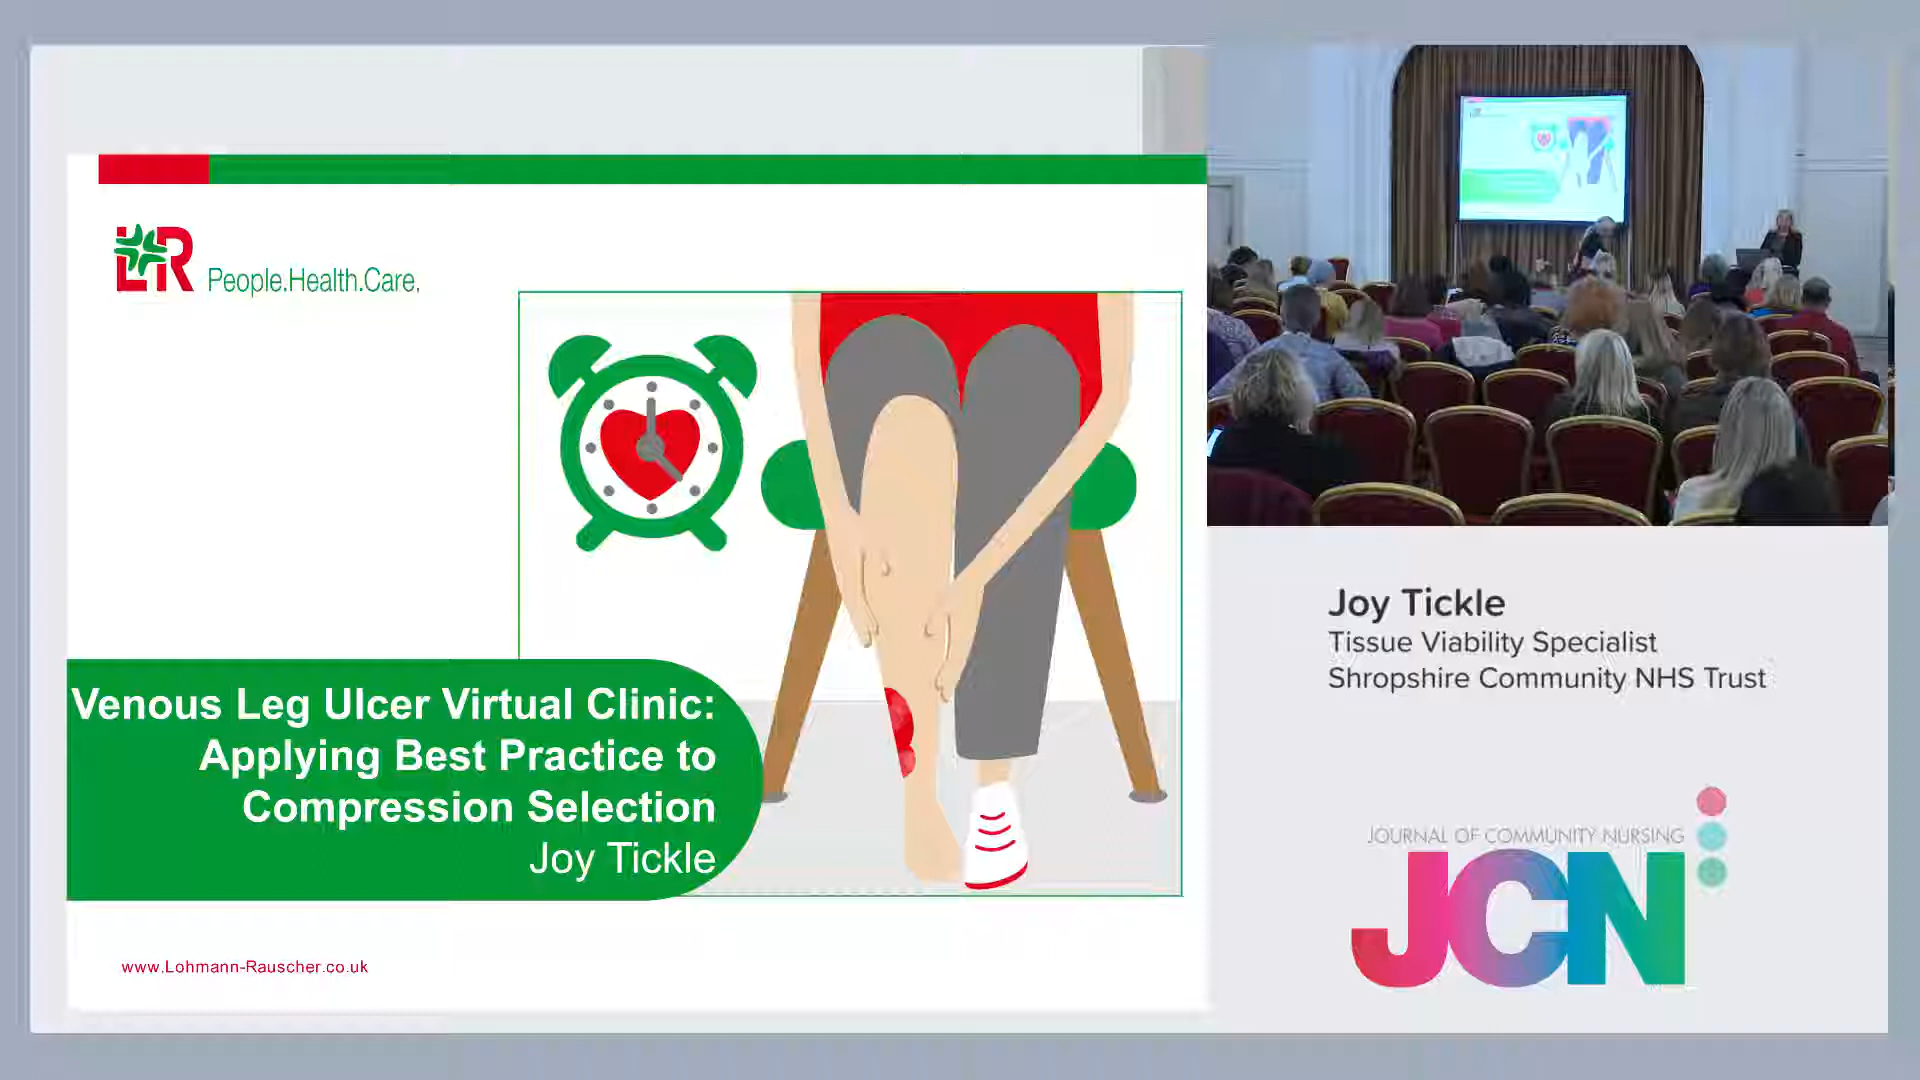 L&R
People.Health.Care.
Venous Leg Ulcer Virtual Clinic:
Applying Best Practice to
Compression Selection
Joy Tickle
www.Lohmann-Rauscher.co.uk
Joy Tickle
Tissue Viability Specialist
Shropshire Community NHS Trust
JOURNAL OF COMMUNITY NURSING
JCN